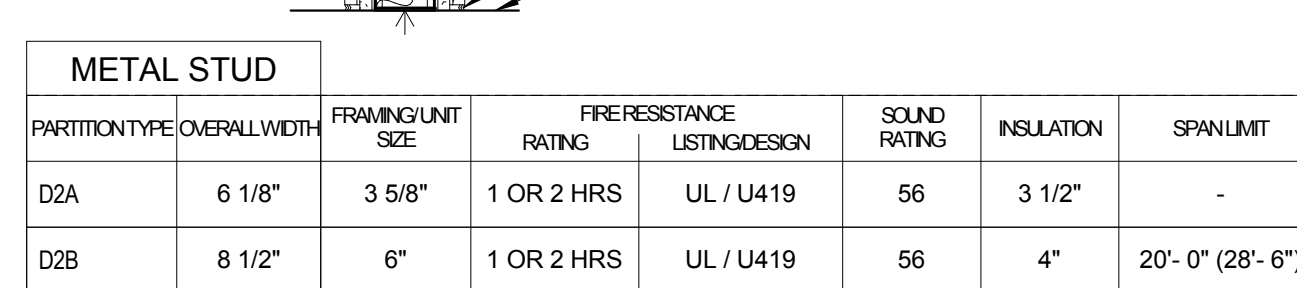 METAL STUD
PARTITION TYPE OVERALL WIDTH FRAMING/UNIT SIZE FIRE RESISTANCE RATING LISTING/DESIGN SOUND RATING INSULATION SPAN LIMIT
D2A 6 1/8" 3 5/8" 1 OR 2 HRS UL / U419 56 3 1/2" -
D2B 8 1/2" 6" 1 OR 2 HRS UL / U419 56 4" 20'- 0" (28'- 6")